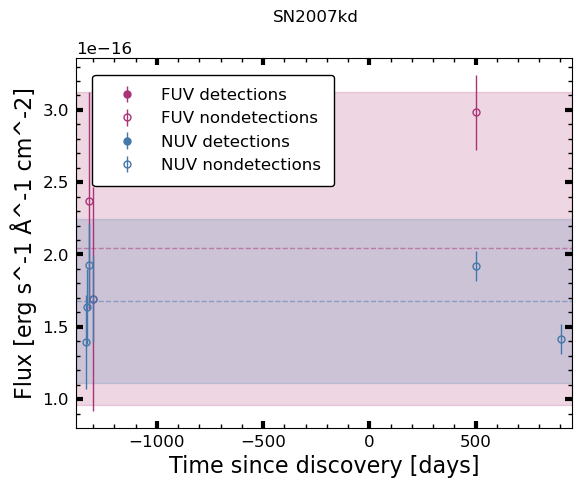 SN2007kd
1e−16
FUV detections
FUV nondetections
NUV detections
NUV nondetections
3.0
2.5
2.0
1.5
1.0
Flux [erg s^-1 Å^-1 cm^-2]
−1000
−500
0
500
Time since discovery [days]